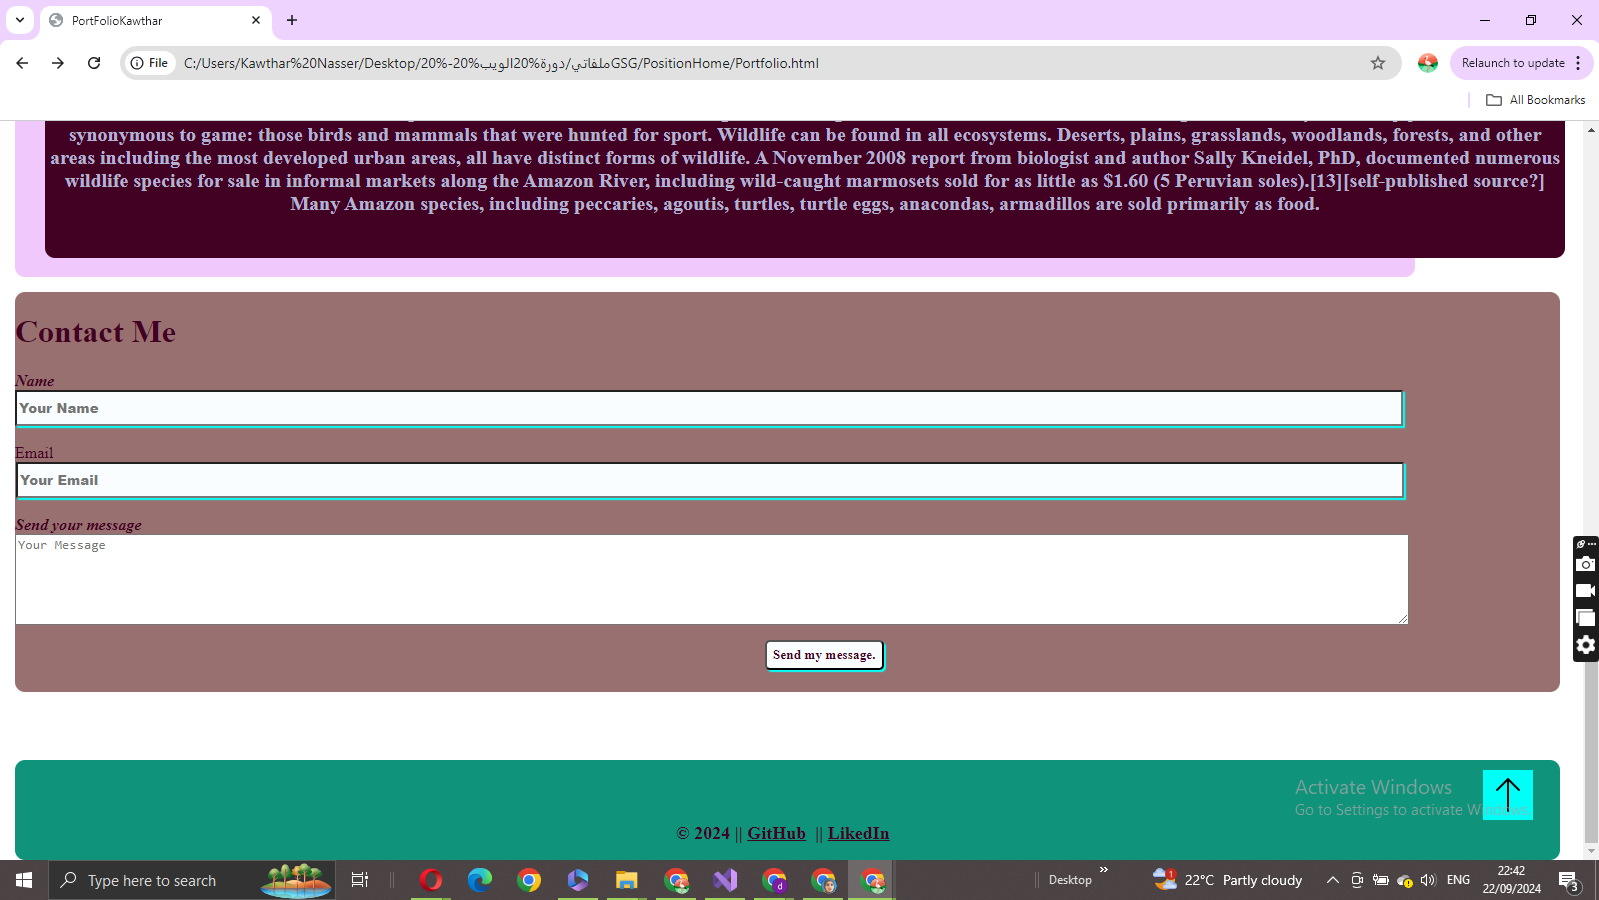 PortFolioKawthar
File
C:/Users/Kawthar%20Nasser/Desktop/20%-20%ملفاتي/دورة%20الويبGSG/PositionHome/Portfolio.html
Relaunch to update
All Bookmarks
synonymous to game: those birds and mammals that were hunted for sport. Wildlife can be found in all ecosystems. Deserts, plains, grasslands, woodlands, forests, and other
areas including the most developed urban areas, all have distinct forms of wildlife. A November 2008 report from biologist and author Sally Kneidel, PhD, documented numerous
wildlife species for sale in informal markets along the Amazon River, including wild-caught marmosets sold for as little as $1.60 (5 Peruvian soles).[13][self-published source?]
Many Amazon species, including peccaries, agoutis, turtles, turtle eggs, anacondas, armadillos are sold primarily as food.
Contact Me
Name
Your Name
Email
Your Email
Send your message
Your Message
Send my message.
Activate Windows
Go to Settings to activate Windows.
© 2024 || GitHub || LikedIn
Type here to search
Desktop
1
22°C Partly cloudy
ENG
22:42
22/09/2024
3